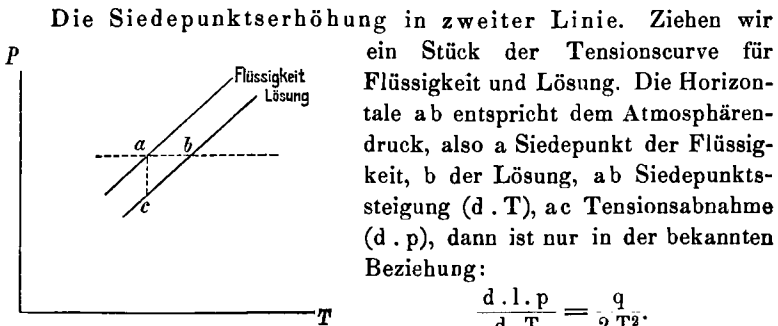 Die Siedepunktserhöhung in zweiter Linie. Ziehen wir
ein Stück der Tensionscurve für
Flüssigkeit und Lösung. Die Horizon-
tale ab entspricht dem Atmosphären-
druck, also a Siedepunkt der Flüssig-
keit, b der Lösung, ab Siedepunkts-
steigung (d . T), ac Tensionsabnahme
(d . p), dann ist nur in der bekannten
Beziehung:
d . l . p / d . T = q / 2 T²
P
Flüssigkeit
Lösung
a b
c
T